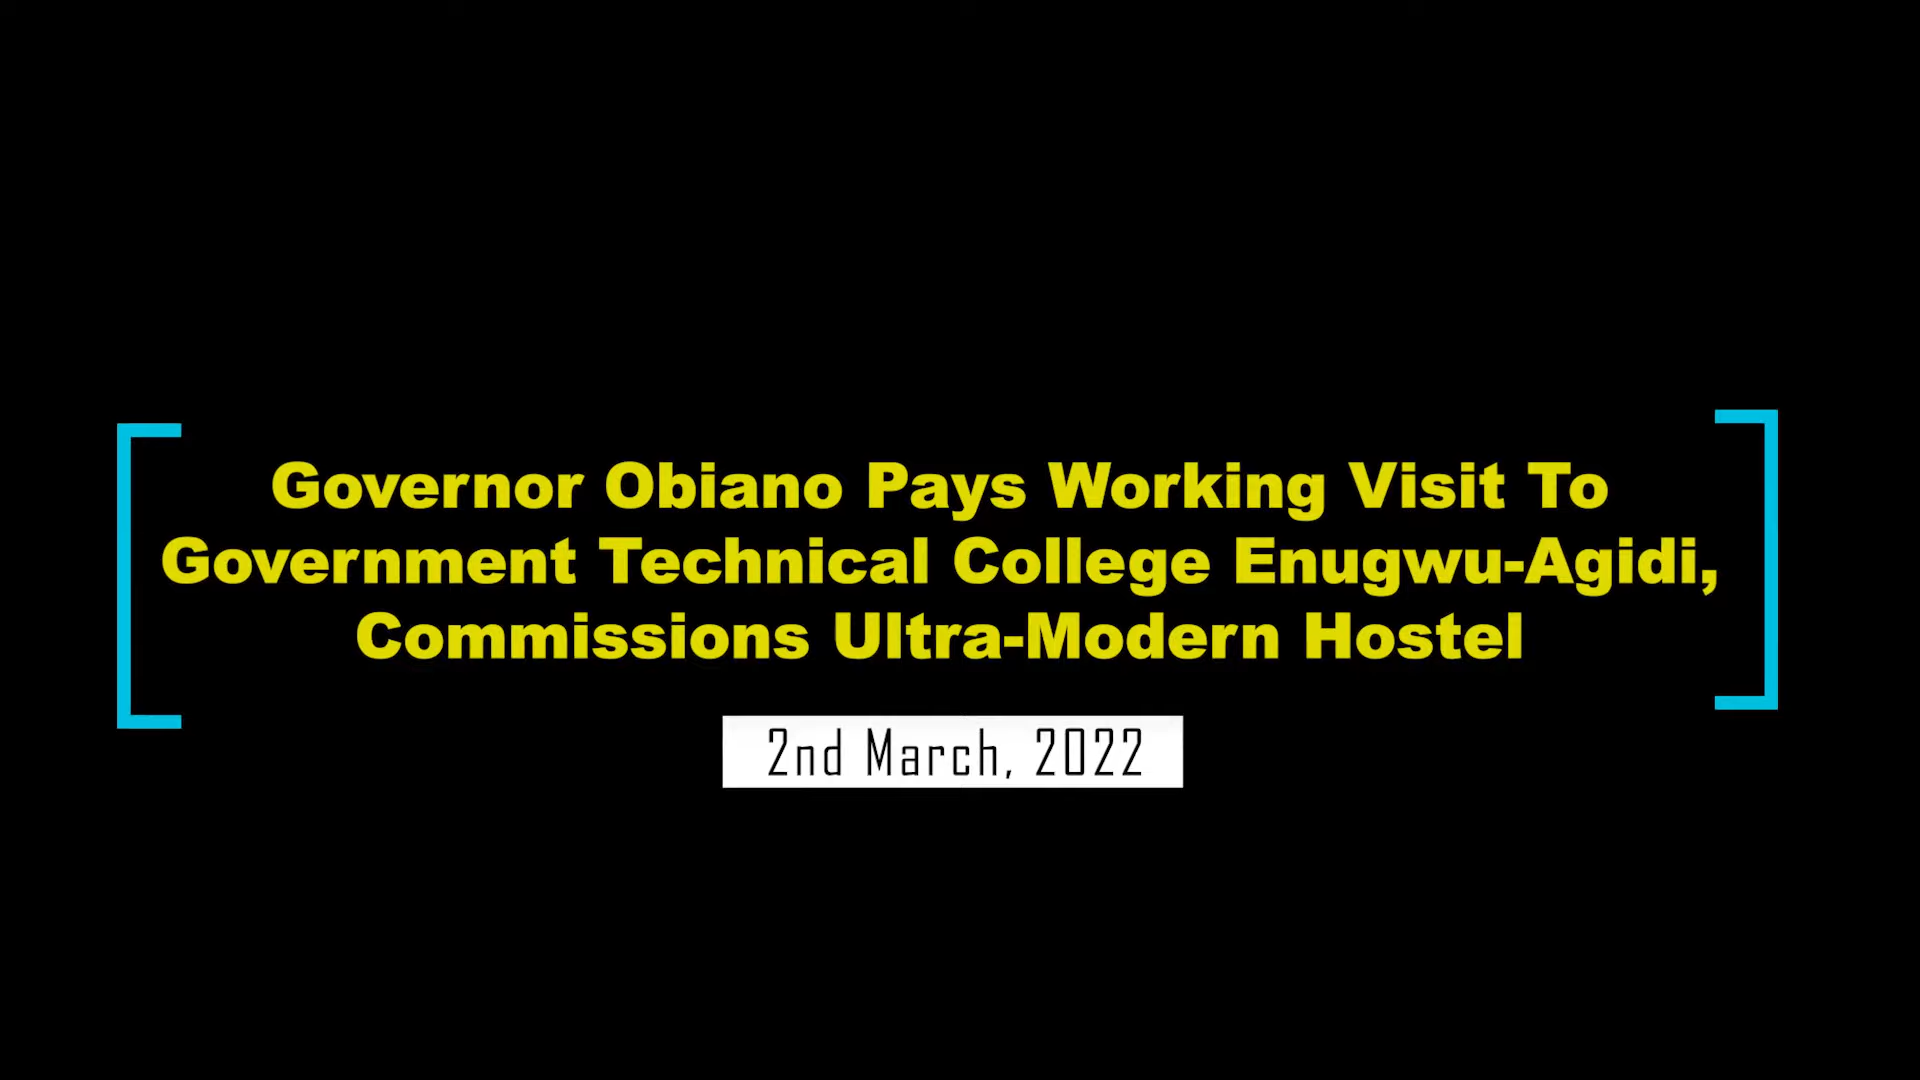 Governor Obiano Pays Working Visit To
Government Technical College Enugwu-Agidi,
Commissions Ultra-Modern Hostel
2nd March, 2022